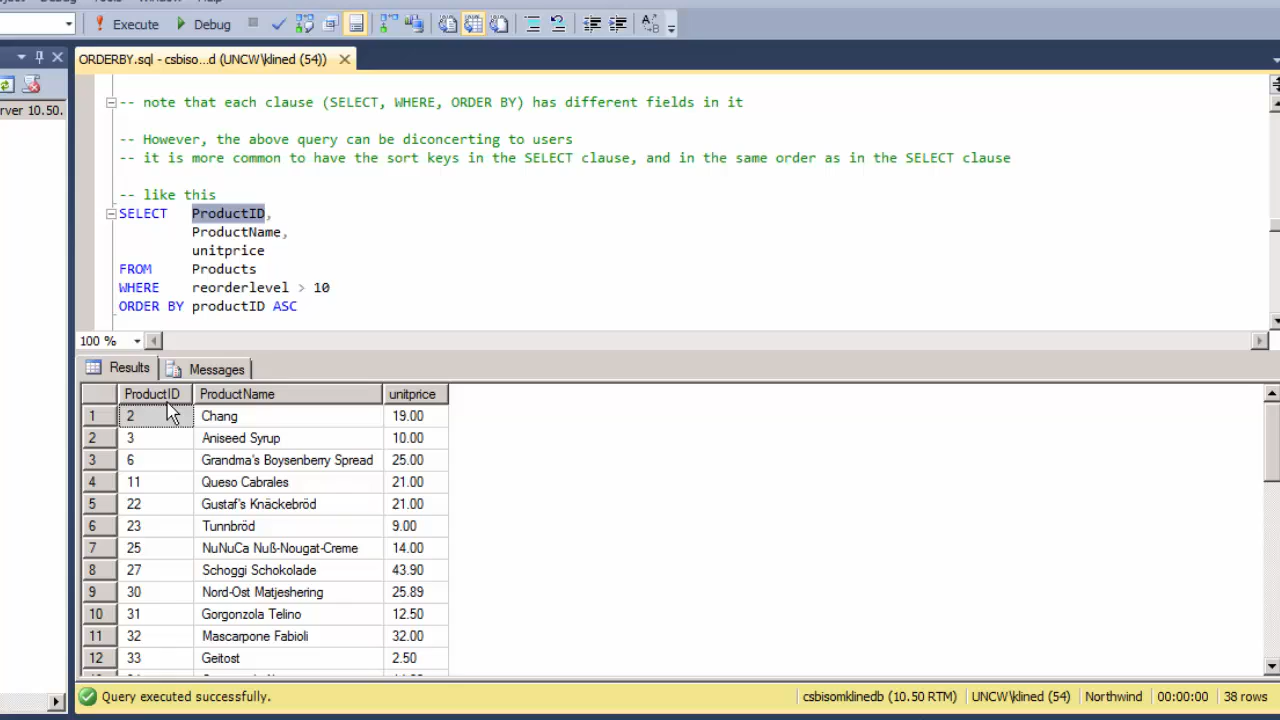 Execute Debug
ORDERBY.sql - csbiso...d (UNCW\klined (54))
rver 10.50.
-- note that each clause (SELECT, WHERE, ORDER BY) has different fields in it
-- However, the above query can be diconcerting to users
-- it is more common to have the sort keys in the SELECT clause, and in the same order as in the SELECT clause
-- like this
SELECT ProductID,
ProductName,
unitprice
FROM Products
WHERE reorderlevel > 10
ORDER BY productID ASC
100 %
Results Messages
ProductID ProductName unitprice
1 2 Chang 19.00
2 3 Aniseed Syrup 10.00
3 6 Grandma's Boysenberry Spread 25.00
4 11 Queso Cabrales 21.00
5 22 Gustaf's Knäckebröd 21.00
6 23 Tunnbröd 9.00
7 25 NuNuCa Nuß-Nougat-Creme 14.00
8 27 Schoggi Schokolade 43.90
9 30 Nord-Ost Matjeshering 25.89
10 31 Gorgonzola Telino 12.50
11 32 Mascarpone Fabioli 32.00
12 33 Geitost 2.50
Query executed successfully. csbisomklinedb (10.50 RTM) UNCW\klined (54) Northwind 00:00:00 38 rows